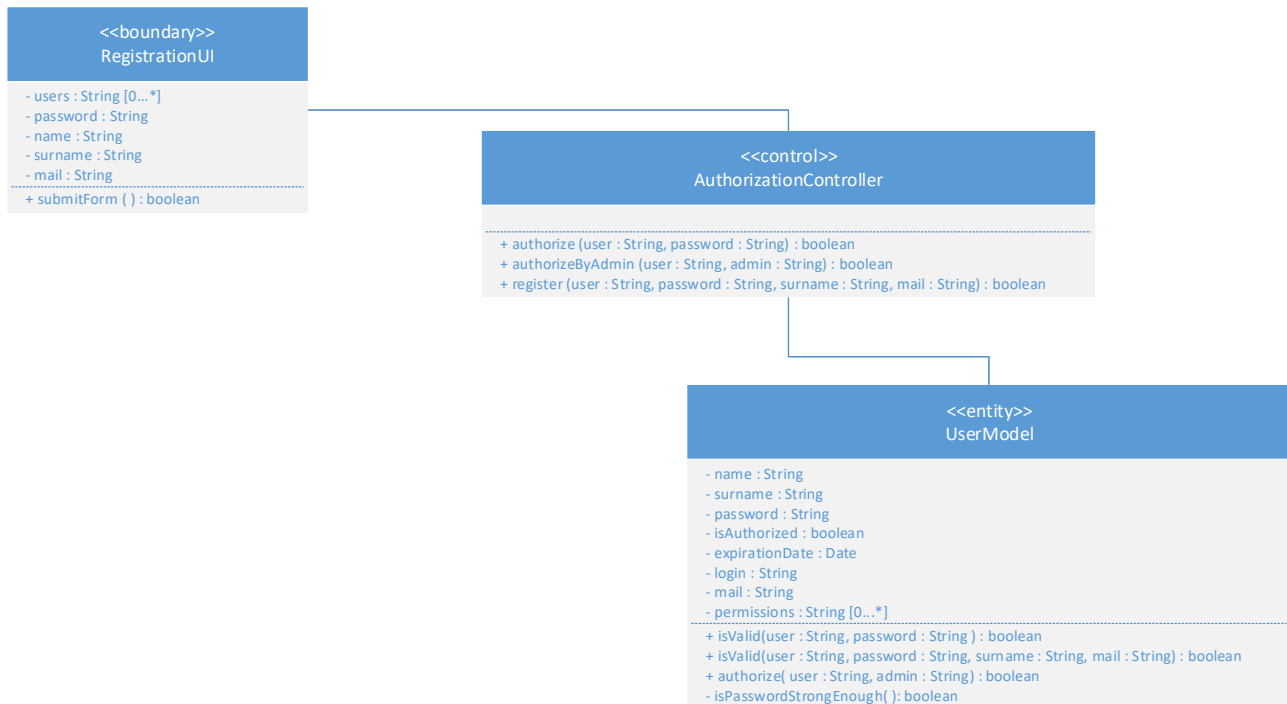 <<boundary>>
RegistrationUI
- users : String [0...*]
- password : String
- name : String
- surname : String
- mail : String
+ submitForm ( ) : boolean
<<control>>
AuthorizationController
+ authorize (user : String, password : String) : boolean
+ authorizeByAdmin (user : String, admin : String) : boolean
+ register (user : String, password : String, surname : String, mail : String) : boolean
<<entity>>
UserModel
- name : String
- surname : String
- password : String
- isAuthorized : boolean
- expirationDate : Date
- login : String
- mail : String
- permissions : String [0...*]
+ isValid(user : String, password : String ) : boolean
+ isValid(user : String, password : String, surname : String, mail : String) : boolean
+ authorize( user : String, admin : String) : boolean
- isPasswordStrongEnough( ): boolean